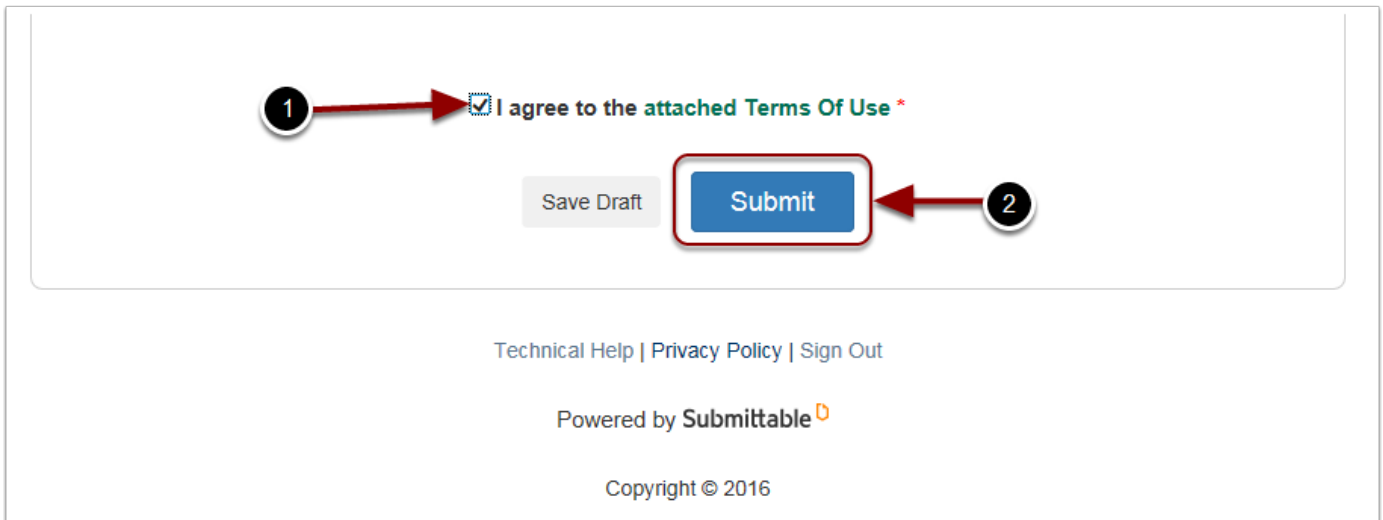 1
I agree to the attached Terms Of Use *
Save Draft
Submit
2
Technical Help | Privacy Policy | Sign Out
Powered by Submittable
Copyright © 2016